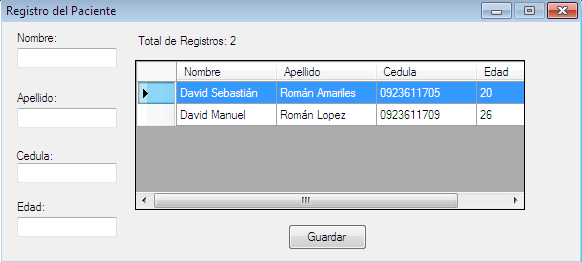 Registro del Paciente
Nombre:
Apellido:
Cedula:
Edad:
Total de Registros: 2
Nombre Apellido Cedula Edad
David Sebastián Román Amariles 0923611705 20
David Manuel Román Lopez 0923611709 26
Guardar